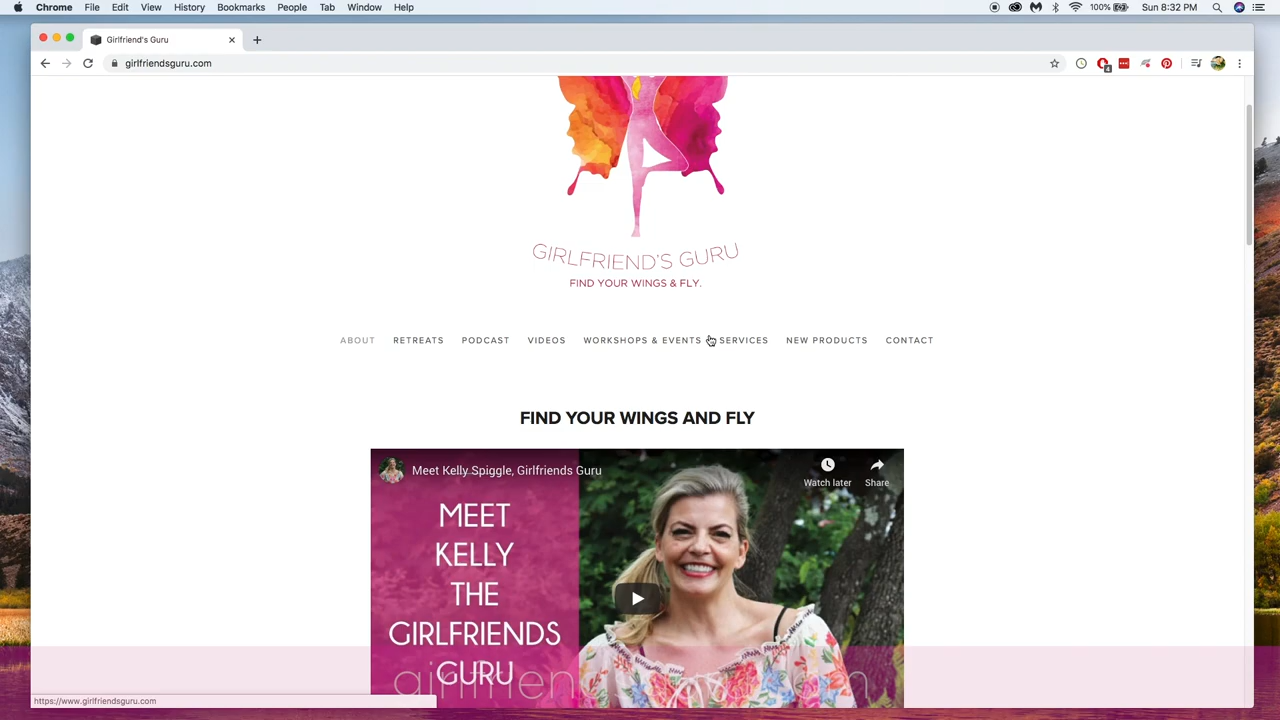 Chrome File Edit View History Bookmarks People Tab Window Help 100% Sun 8:32 PM
Girlfriend's Guru
girlfriendsguru.com
4
GIRLFRIEND'S GURU
FIND YOUR WINGS & FLY.
ABOUT RETREATS PODCAST VIDEOS WORKSHOPS & EVENTS SERVICES NEW PRODUCTS CONTACT
FIND YOUR WINGS AND FLY
Meet Kelly Spiggle, Girlfriends Guru
Watch later Share
MEET
KELLY
THE
GIRLFRIENDS
GURU
https://www.girlfriendsguru.com